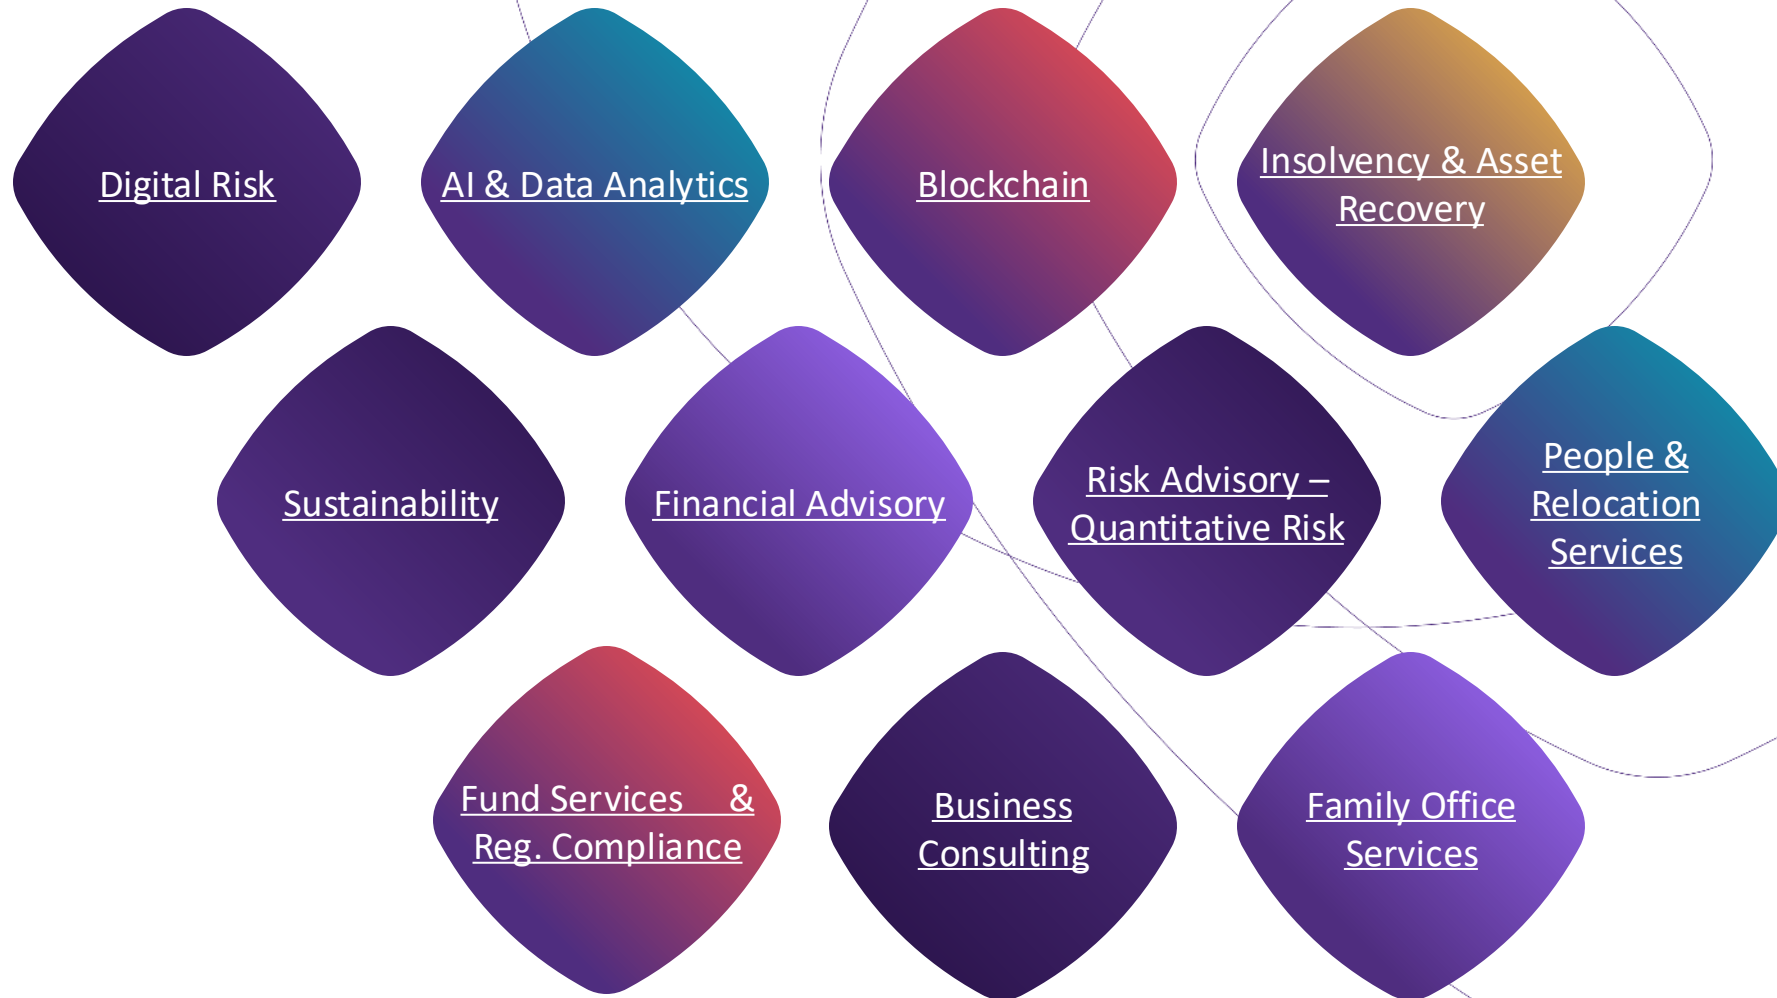 Digital Risk
AI & Data Analytics
Blockchain
Insolvency & Asset
Recovery
Sustainability
Financial Advisory
Risk Advisory –
Quantitative Risk
People &
Relocation
Services
Fund Services &
Reg. Compliance
Business
Consulting
Family Office
Services